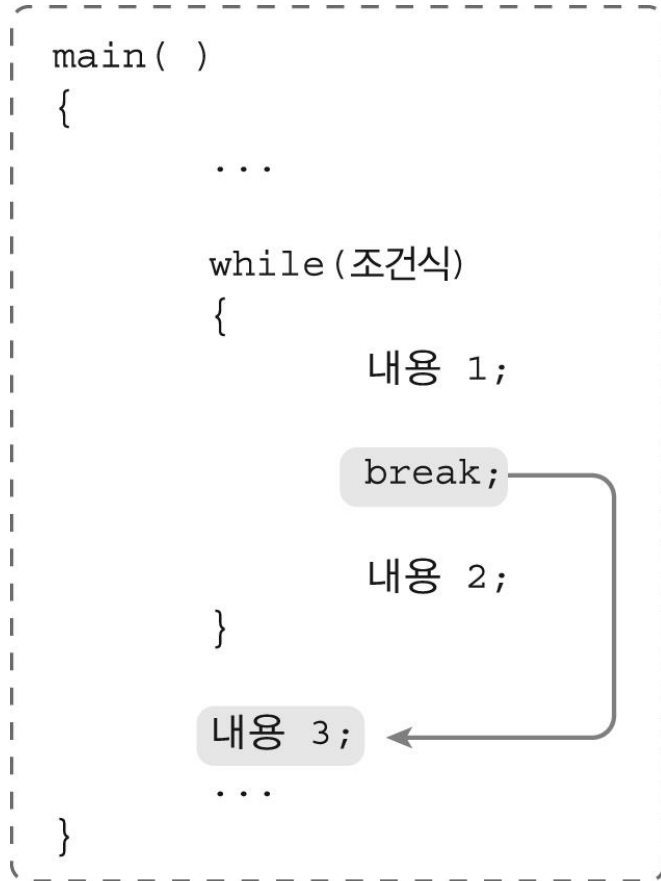 main( )
{
...
while(조건식)
{
내용 1;
break;
내용 2;
}
내용 3;
...
}